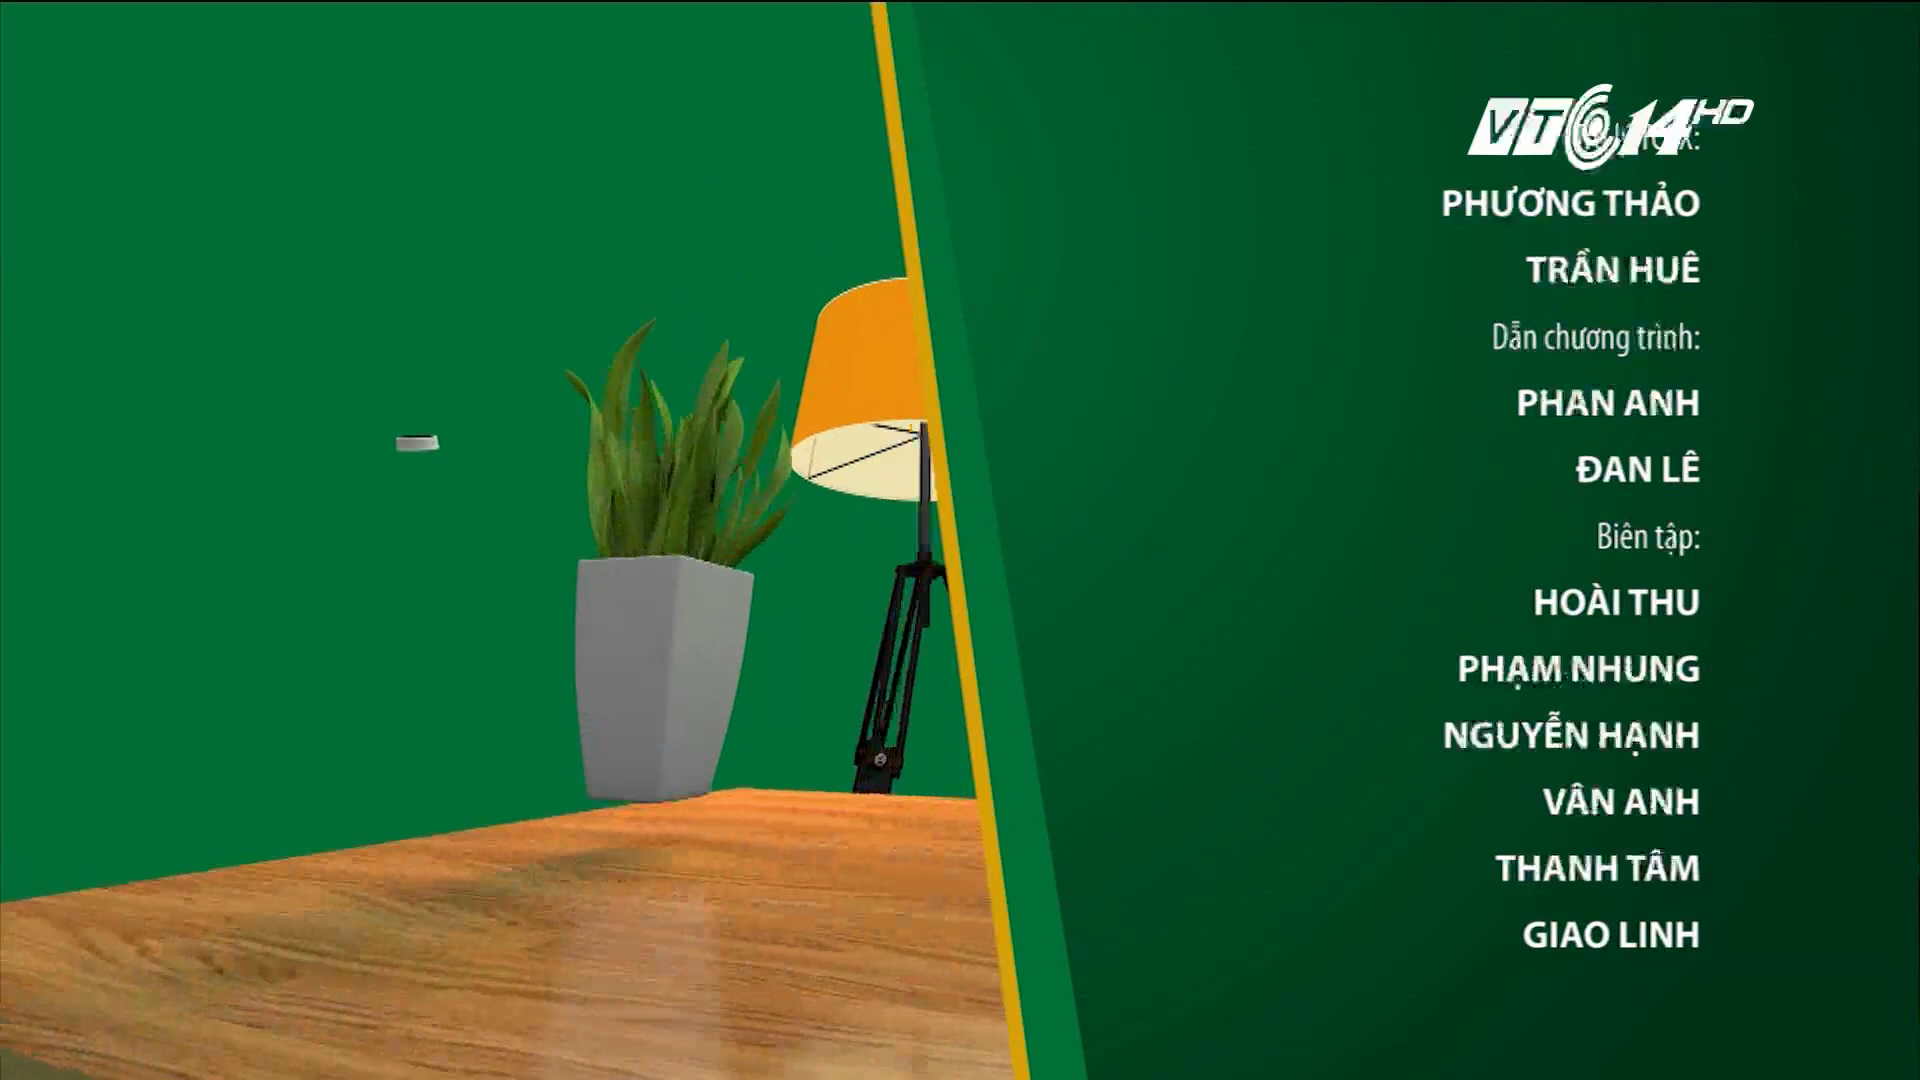 VTC14 HD
PHƯƠNG THẢO
TRẦN HUÊ
Dẫn chương trình:
PHAN ANH
ĐAN LÊ
Biên tập:
HOÀI THU
PHẠM NHUNG
NGUYỄN HẠNH
VÂN ANH
THANH TÂM
GIAO LINH